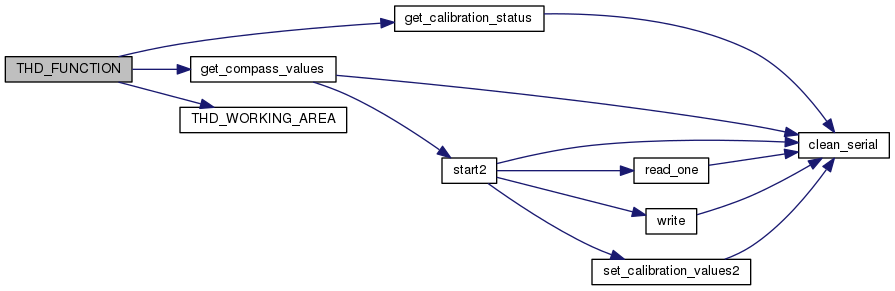 get_calibration_status
THD_FUNCTION
get_compass_values
THD_WORKING_AREA
clean_serial
start2
read_one
write
set_calibration_values2